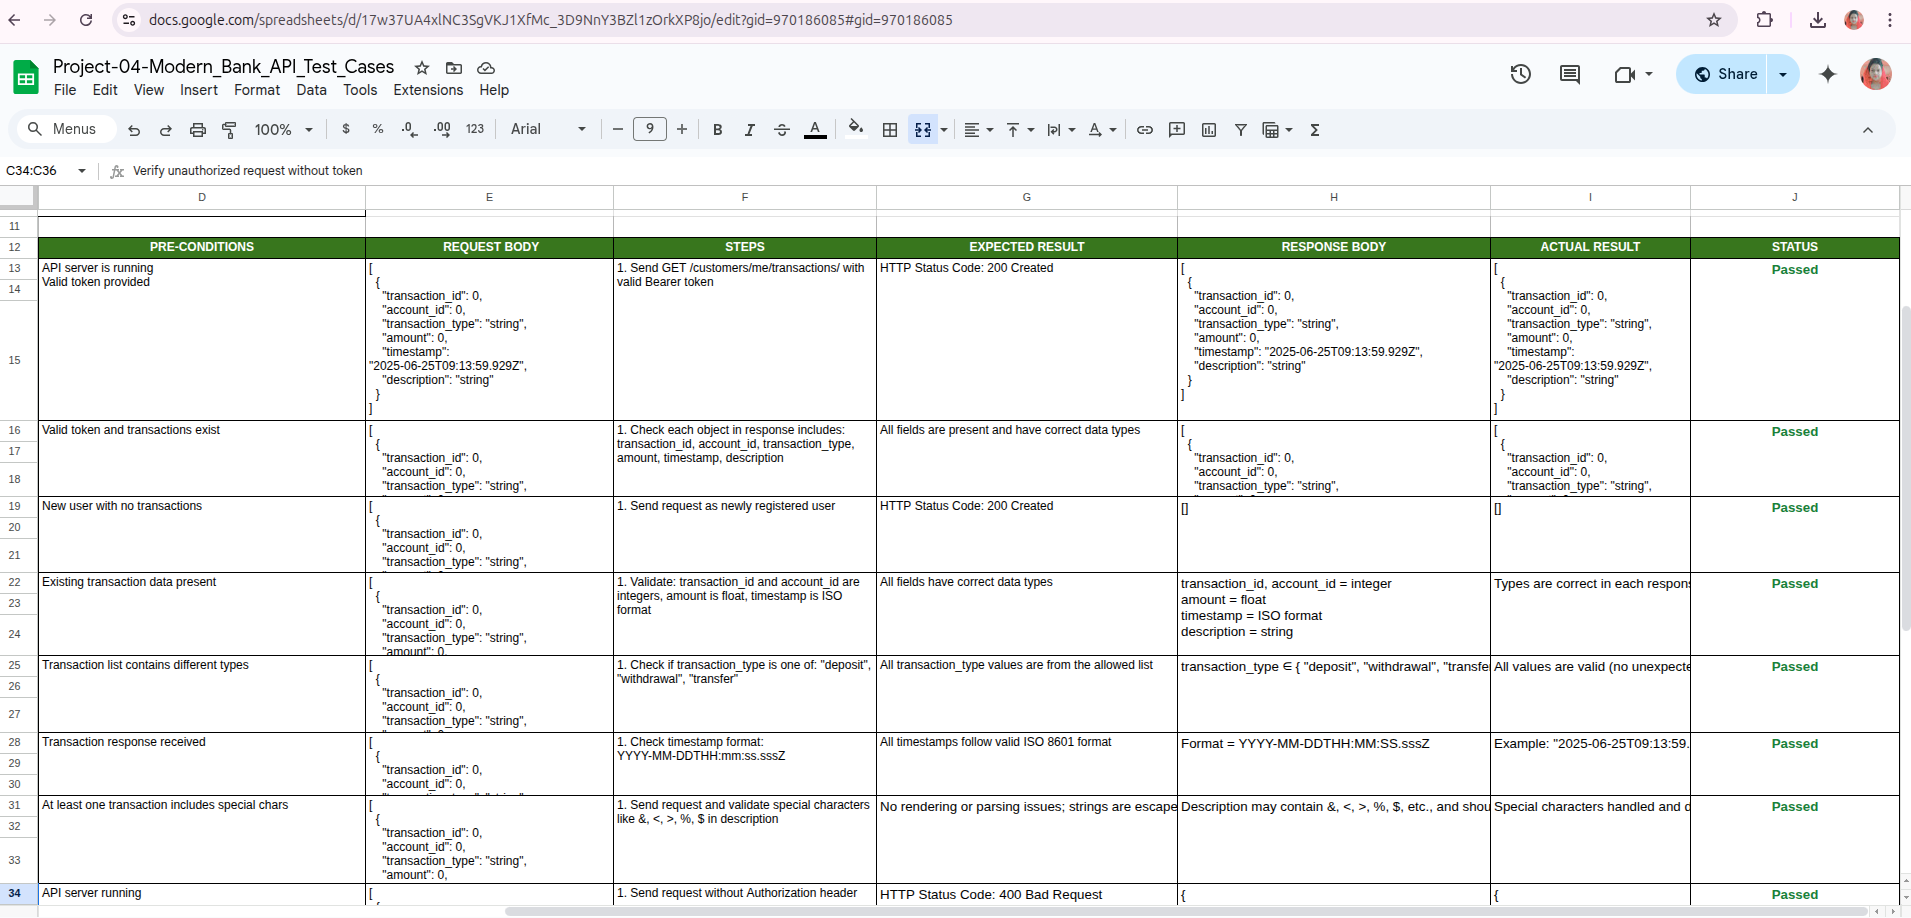 docs.google.com/spreadsheets/d/17w37UA4xlNC3SgVKJ1XfMc_3D9NnY3BZl1zOrkXP8jo/edit?gid=970186085#gid=970186085
Project-04-Modern_Bank_API_Test_Cases
File Edit View Insert Format Data Tools Extensions Help
Share
Menus 100% $ % .0 .00 123 Arial 9 B I S A
C34:C36 fx Verify unauthorized request without token
D E F G H I J
11
12 PRE-CONDITIONS REQUEST BODY STEPS EXPECTED RESULT RESPONSE BODY ACTUAL RESULT STATUS
13
14
15
API server is running
Valid token provided
[
{
"transaction_id": 0,
"account_id": 0,
"transaction_type": "string",
"amount": 0,
"timestamp":
"2025-06-25T09:13:59.929Z",
"description": "string"
}
]
1. Send GET /customers/me/transactions/ with
valid Bearer token
HTTP Status Code: 200 Created
[
{
"transaction_id": 0,
"account_id": 0,
"transaction_type": "string",
"amount": 0,
"timestamp": "2025-06-25T09:13:59.929Z",
"description": "string"
}
]
[
{
"transaction_id": 0,
"account_id": 0,
"transaction_type": "string",
"amount": 0,
"timestamp":
"2025-06-25T09:13:59.929Z",
"description": "string"
}
]
Passed
16
17
18
Valid token and transactions exist
[
{
"transaction_id": 0,
"account_id": 0,
"transaction_type": "string",
1. Check each object in response includes:
transaction_id, account_id, transaction_type,
amount, timestamp, description
All fields are present and have correct data types
[
{
"transaction_id": 0,
"account_id": 0,
"transaction_type": "string",
[
{
"transaction_id": 0,
"account_id": 0,
"transaction_type": "string",
Passed
19
20
21
New user with no transactions
[
{
"transaction_id": 0,
"account_id": 0,
"transaction_type": "string",
1. Send request as newly registered user
HTTP Status Code: 200 Created
[]
[]
Passed
22
23
24
Existing transaction data present
[
{
"transaction_id": 0,
"account_id": 0,
"transaction_type": "string",
"amount": 0,
1. Validate: transaction_id and account_id are
integers, amount is float, timestamp is ISO
format
All fields have correct data types
transaction_id, account_id = integer
amount = float
timestamp = ISO format
description = string
Types are correct in each respons
Passed
25
26
27
Transaction list contains different types
[
{
"transaction_id": 0,
"account_id": 0,
"transaction_type": "string",
1. Check if transaction_type is one of: "deposit",
"withdrawal", "transfer"
All transaction_type values are from the allowed list
transaction_type ∈ { "deposit", "withdrawal", "transfe
All values are valid (no unexpecte
Passed
28
29
30
Transaction response received
[
{
"transaction_id": 0,
"account_id": 0,
1. Check timestamp format:
YYYY-MM-DDTHH:mm:ss.sssZ
All timestamps follow valid ISO 8601 format
Format = YYYY-MM-DDTHH:MM:SS.sssZ
Example: "2025-06-25T09:13:59.
Passed
31
32
33
At least one transaction includes special chars
[
{
"transaction_id": 0,
"account_id": 0,
"transaction_type": "string",
"amount": 0,
1. Send request and validate special characters
like &, <, >, %, $ in description
No rendering or parsing issues; strings are escape
Description may contain &, <, >, %, $, etc., and shou
Special characters handled and d
Passed
34
API server running
[
1. Send request without Authorization header
HTTP Status Code: 400 Bad Request
{
{
Passed